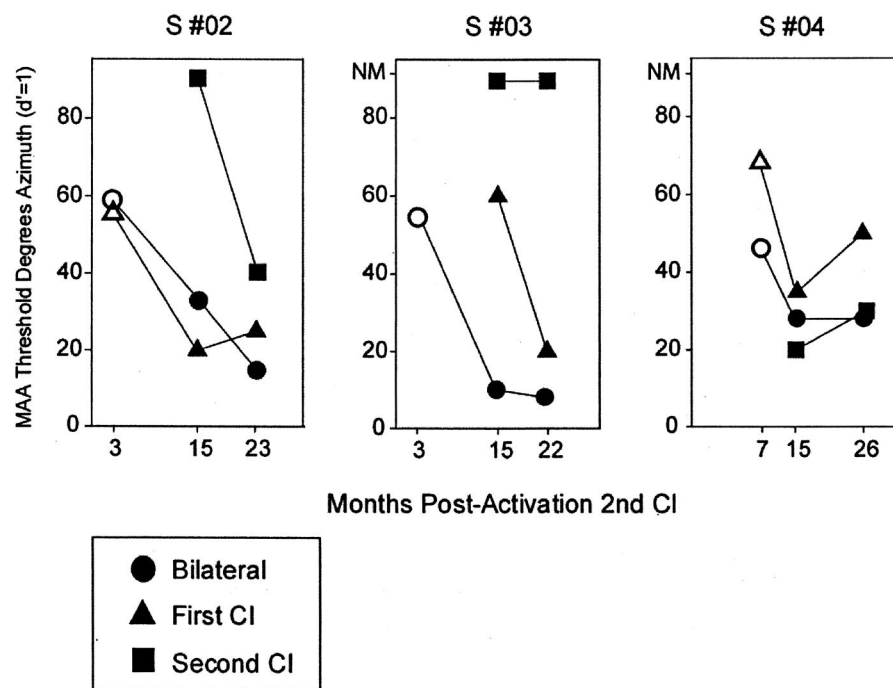 S #02 S #03 S #04
MAA Threshold Degrees Azimuth (d'=1)
80
60
40
20
0
3 15 23
NM
80
60
40
20
0
3 15 22
NM
80
60
40
20
0
7 15 26
Months Post-Activation 2nd CI
Bilateral
First CI
Second CI